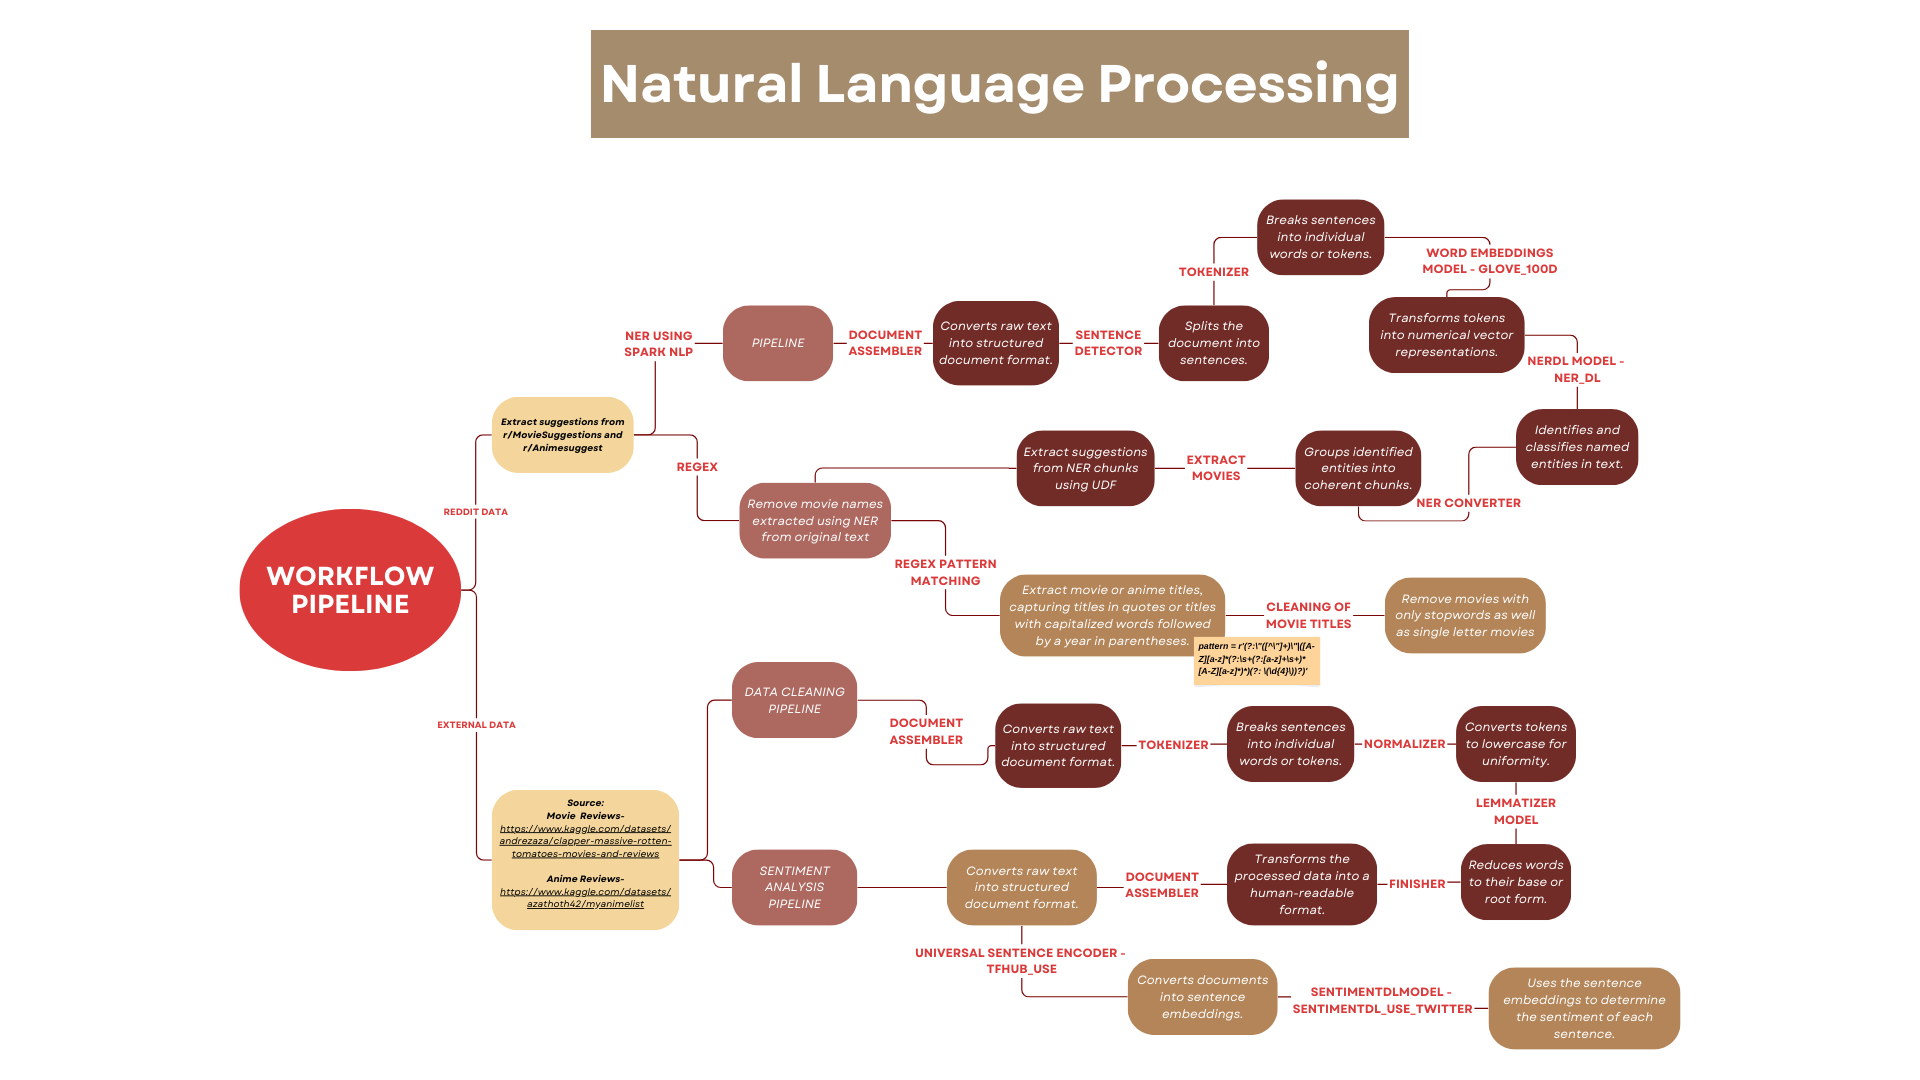 Natural Language Processing
Breaks sentences
into individual
words or tokens.
WORD EMBEDDINGS
MODEL - GLOVE_100D
TOKENIZER
NER USING
SPARK NLP
PIPELINE
DOCUMENT
ASSEMBLER
Converts raw text
into structured
document format.
SENTENCE
DETECTOR
Splits the
document into
sentences.
Transforms tokens
into numerical vector
representations.
NERDL MODEL -
NER_DL
Extract suggestions from
r/MovieSuggestions and
r/Animesuggest
REGEX
Extract suggestions
from NER chunks
using UDF
EXTRACT
MOVIES
Groups identified
entities into
coherent chunks.
Identifies and
classifies named
entities in text.
NER CONVERTER
REDDIT DATA
Remove movie names
extracted using NER
from original text
WORKFLOW
PIPELINE
REGEX PATTERN
MATCHING
Extract movie or anime titles,
capturing titles in quotes or titles
with capitalized words followed
by a year in parentheses.
CLEANING OF
MOVIE TITLES
Remove movies with
only stopwords as well
as single letter movies
pattern = r'(?:\"([^\"]+)\"|([A-
Z][a-z]*(?:\s+(?:[a-z]+\s+)*
[A-Z][a-z]*)*)(?: \(\d{4}\))?)'
EXTERNAL DATA
DATA CLEANING
PIPELINE
DOCUMENT
ASSEMBLER
Converts raw text
into structured
document format.
TOKENIZER
Breaks sentences
into individual
words or tokens.
NORMALIZER
Converts tokens
to lowercase for
uniformity.
LEMMATIZER
MODEL
Source:
Movie Reviews-
https://www.kaggle.com/datasets/
andrezaza/clapper-massive-rotten-
tomatoes-movies-and-reviews
Anime Reviews-
https://www.kaggle.com/datasets/
azathoth42/myanimelist
SENTIMENT
ANALYSIS
PIPELINE
Converts raw text
into structured
document format.
DOCUMENT
ASSEMBLER
Transforms the
processed data into a
human-readable
format.
FINISHER
Reduces words
to their base or
root form.
UNIVERSAL SENTENCE ENCODER -
TFHUB_USE
Converts documents
into sentence
embeddings.
SENTIMENTDLMODEL -
SENTIMENTDL_USE_TWITTER
Uses the sentence
embeddings to determine
the sentiment of each
sentence.